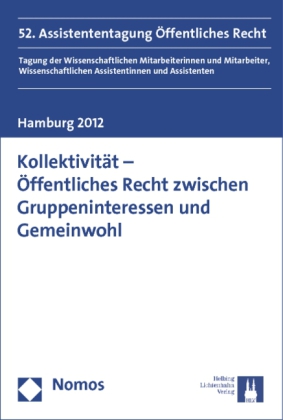 52. Assistententagung Öffentliches Recht
Tagung der Wissenschaftlichen Mitarbeiterinnen und Mitarbeiter,
Wissenschaftlichen Assistentinnen und Assistenten
Hamburg 2012
Kollektivität –
Öffentliches Recht zwischen
Gruppeninteressen und
Gemeinwohl
Nomos
Helbing
Lichtenhahn
Verlag